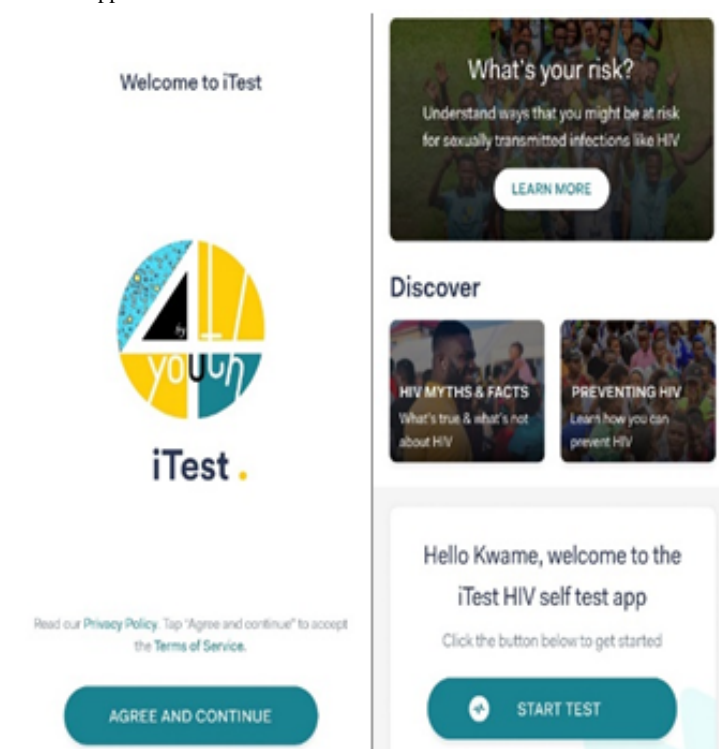 Welcome to iTest
4
by
youth
iTest .
Read our Privacy Policy. Tap "Agree and continue" to accept
the Terms of Service.
AGREE AND CONTINUE
What's your risk?
Understand ways that you might be at risk
for sexually transmitted infections like HIV
LEARN MORE
Discover
HIV MYTHS & FACTS
What's true & what's not
about HIV
PREVENTING HIV
Learn how you can
prevent HIV
Hello Kwame, welcome to the
iTest HIV self test app
Click the button below to get started
START TEST